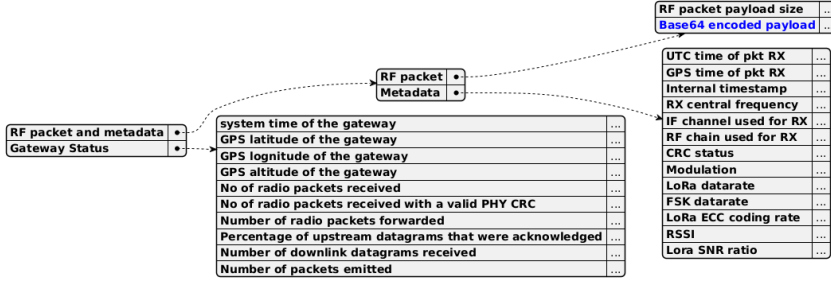 RF packet and metadata
Gateway Status
RF packet
Metadata
RF packet payload size ...
Base64 encoded payload ...
UTC time of pkt RX ...
GPS time of pkt RX ...
Internal timestamp ...
RX central frequency ...
IF channel used for RX ...
RF chain used for RX ...
CRC status ...
Modulation ...
LoRa datarate ...
FSK datarate ...
LoRa ECC coding rate ...
RSSI ...
Lora SNR ratio ...
system time of the gateway ...
GPS latitude of the gateway ...
GPS lognitude of the gateway ...
GPS altitude of the gateway ...
No of radio packets received ...
No of radio packets received with a valid PHY CRC ...
Number of radio packets forwarded ...
Percentage of upstream datagrams that were acknowledged ...
Number of downlink datagrams received ...
Number of packets emitted ...